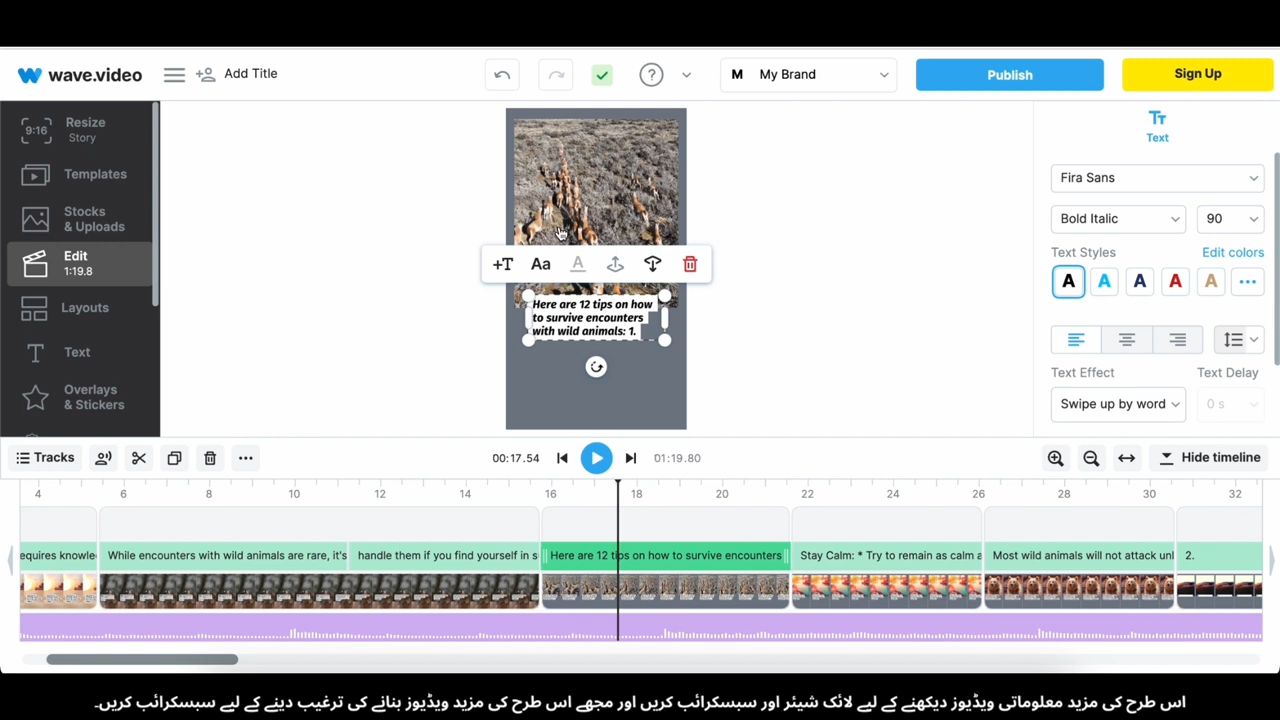 wave.video
Add Title
?
M My Brand
Publish
Sign Up
9:16
Resize
Story
Templates
Stocks
& Uploads
Edit
1:19.8
Layouts
Text
Overlays
& Stickers
+T Aa A
Here are 12 tips on how
to survive encounters
with wild animals: 1.
TT
Text
Fira Sans
Bold Italic 90
Text Styles Edit colors
A A A A A
Text Effect Text Delay
Swipe up by word 0 s
Tracks
00:17.54 01:19.80
Hide timeline
4 6 8 10 12 14 16 18 20 22 24 26 28 30 32
equires knowle While encounters with wild animals are rare, it's handle them if you find yourself in s Here are 12 tips on how to survive encounters Stay Calm: * Try to remain as calm a Most wild animals will not attack unl 2.
اس طرح کی مزید معلوماتی ویڈیوز دیکھنے کے لیے لائک شیئر اور سبسکرائب کریں اور مجھے اس طرح کی مزید ویڈیوز بنانے کی ترغیب دینے کے لیے سبسکرائب کریں۔